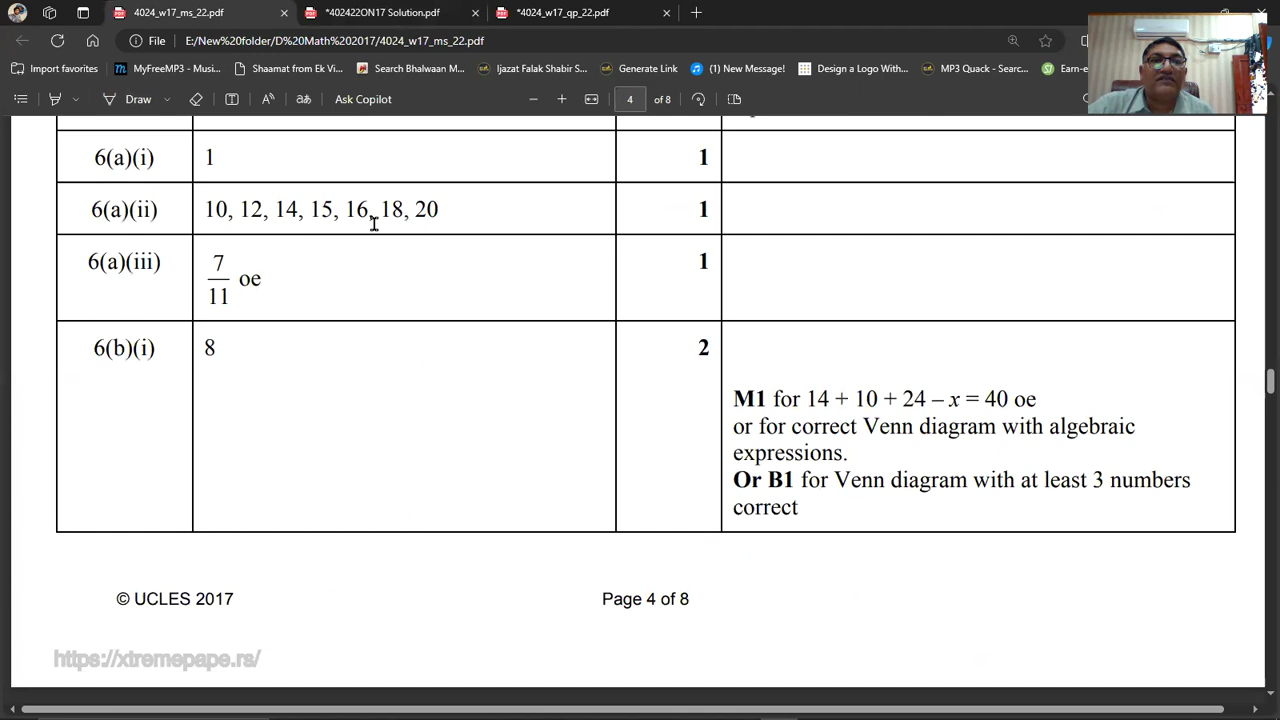 4024_w17_ms_22.pdf
*402422ON17 Solution.pdf
*4024_w17_qp_22.pdf
File
E:/New%20folder/D%20Math%202017/4024_w17_ms_22.pdf
Import favorites
MyFreeMP3 - Musi...
Shaamat from Ek Vi...
Search Bhalwaan M...
Ijazat Falak Shabir S...
Generate Link
(1) New Message!
Design a Logo With...
MP3 Quack - Searc...
Earn-e
Draw
Ask Copilot
4 of 8
6(a)(i) 1 1
6(a)(ii) 10, 12, 14, 15, 16, 18, 20 1
6(a)(iii) 7/11 oe 1
6(b)(i) 8 2
M1 for 14 + 10 + 24 – x = 40 oe
or for correct Venn diagram with algebraic
expressions.
Or B1 for Venn diagram with at least 3 numbers
correct
© UCLES 2017
Page 4 of 8
https://xtremepape.rs/